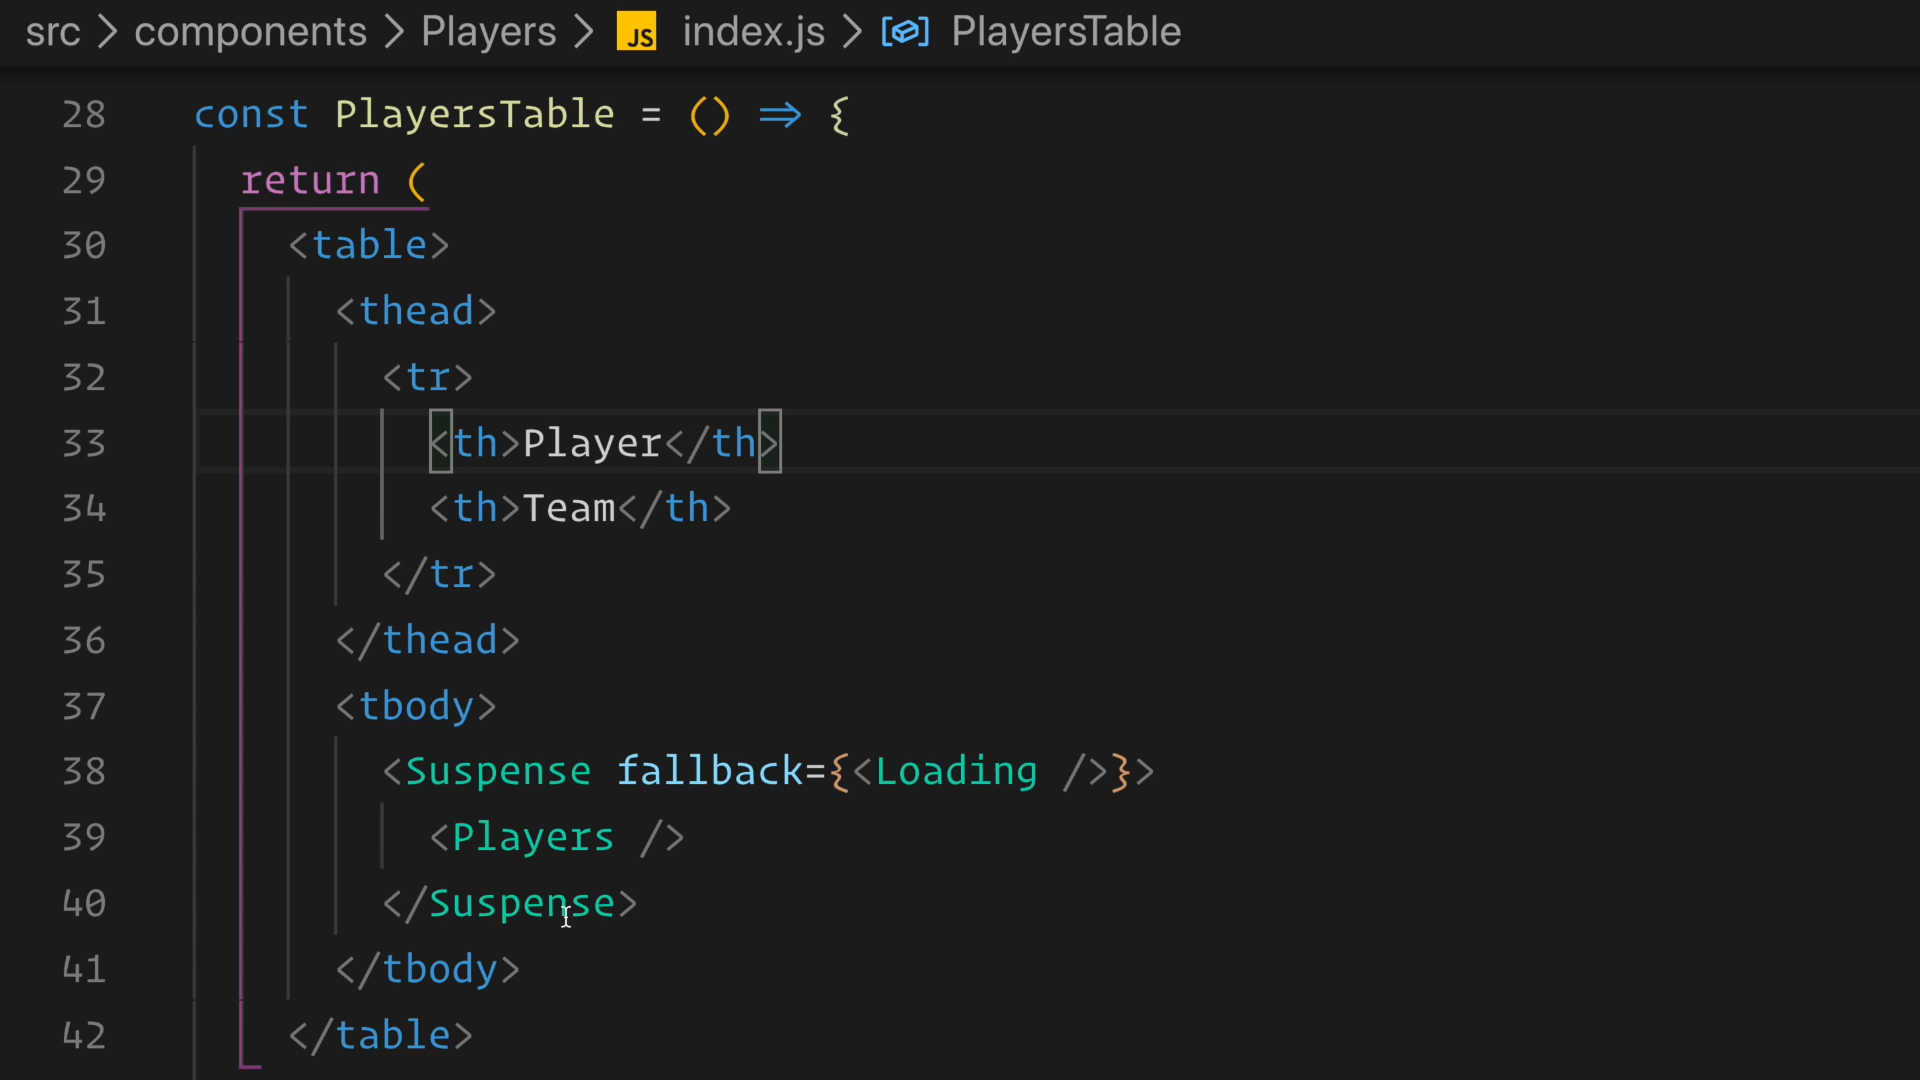 src > components > Players > JS index.js > PlayersTable
28 const PlayersTable = () => {
29 return (
30 <table>
31 <thead>
32 <tr>
33 <th>Player</th>
34 <th>Team</th>
35 </tr>
36 </thead>
37 <tbody>
38 <Suspense fallback={<Loading />}>
39 <Players />
40 </Suspense>
41 </tbody>
42 </table>